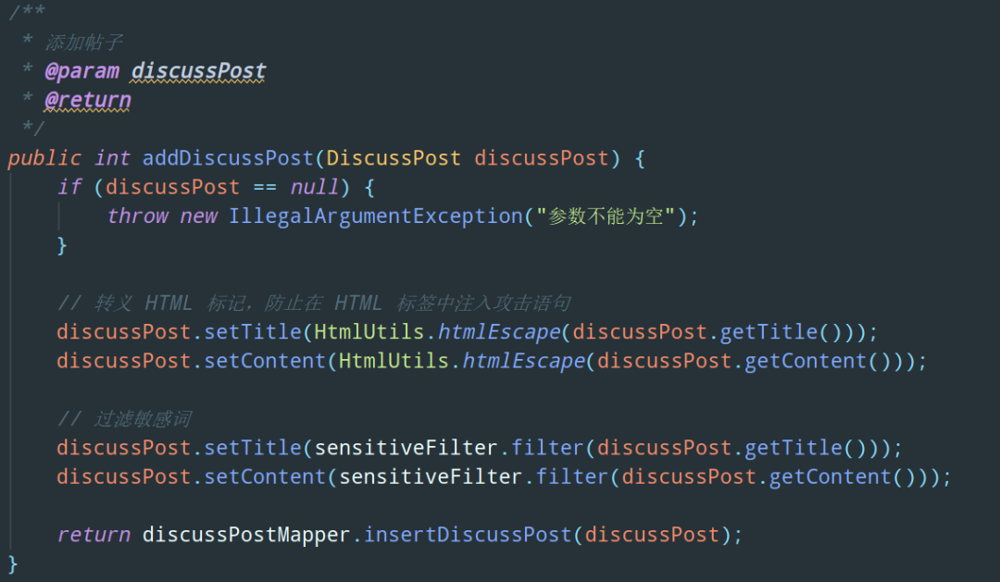 /**
 * 添加帖子
 * @param discussPost
 * @return
 */
public int addDiscussPost(DiscussPost discussPost) {
    if (discussPost == null) {
        throw new IllegalArgumentException("参数不能为空");
    }

    // 转义 HTML 标记，防止在 HTML 标签中注入攻击语句
    discussPost.setTitle(HtmlUtils.htmlEscape(discussPost.getTitle()));
    discussPost.setContent(HtmlUtils.htmlEscape(discussPost.getContent()));

    // 过滤敏感词
    discussPost.setTitle(sensitiveFilter.filter(discussPost.getTitle()));
    discussPost.setContent(sensitiveFilter.filter(discussPost.getContent()));

    return discussPostMapper.insertDiscussPost(discussPost);
}